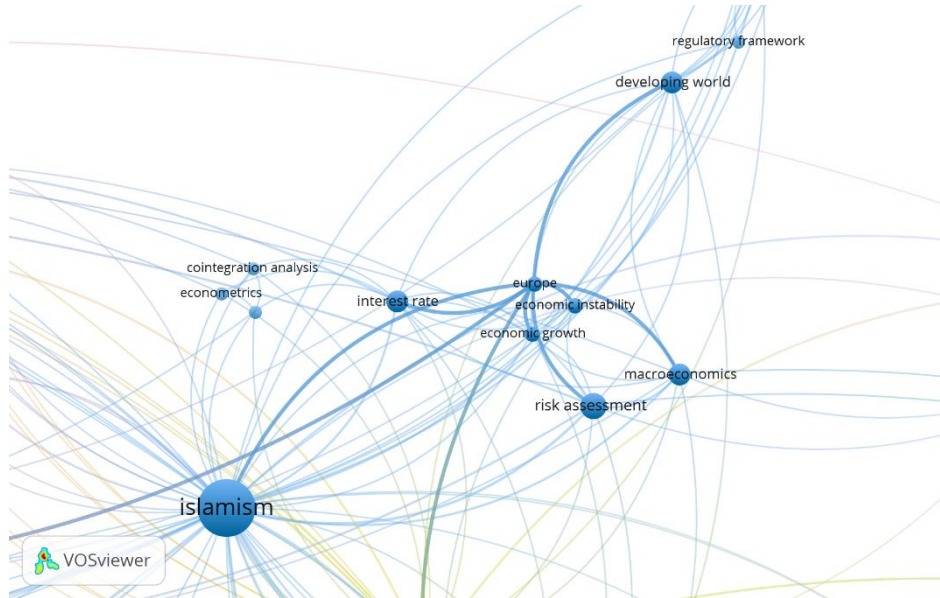 regulatory framework
developing world
cointegration analysis
econometrics
europe
interest rate
economic instability
economic growth
macroeconomics
risk assessment
islamism
VOSviewer